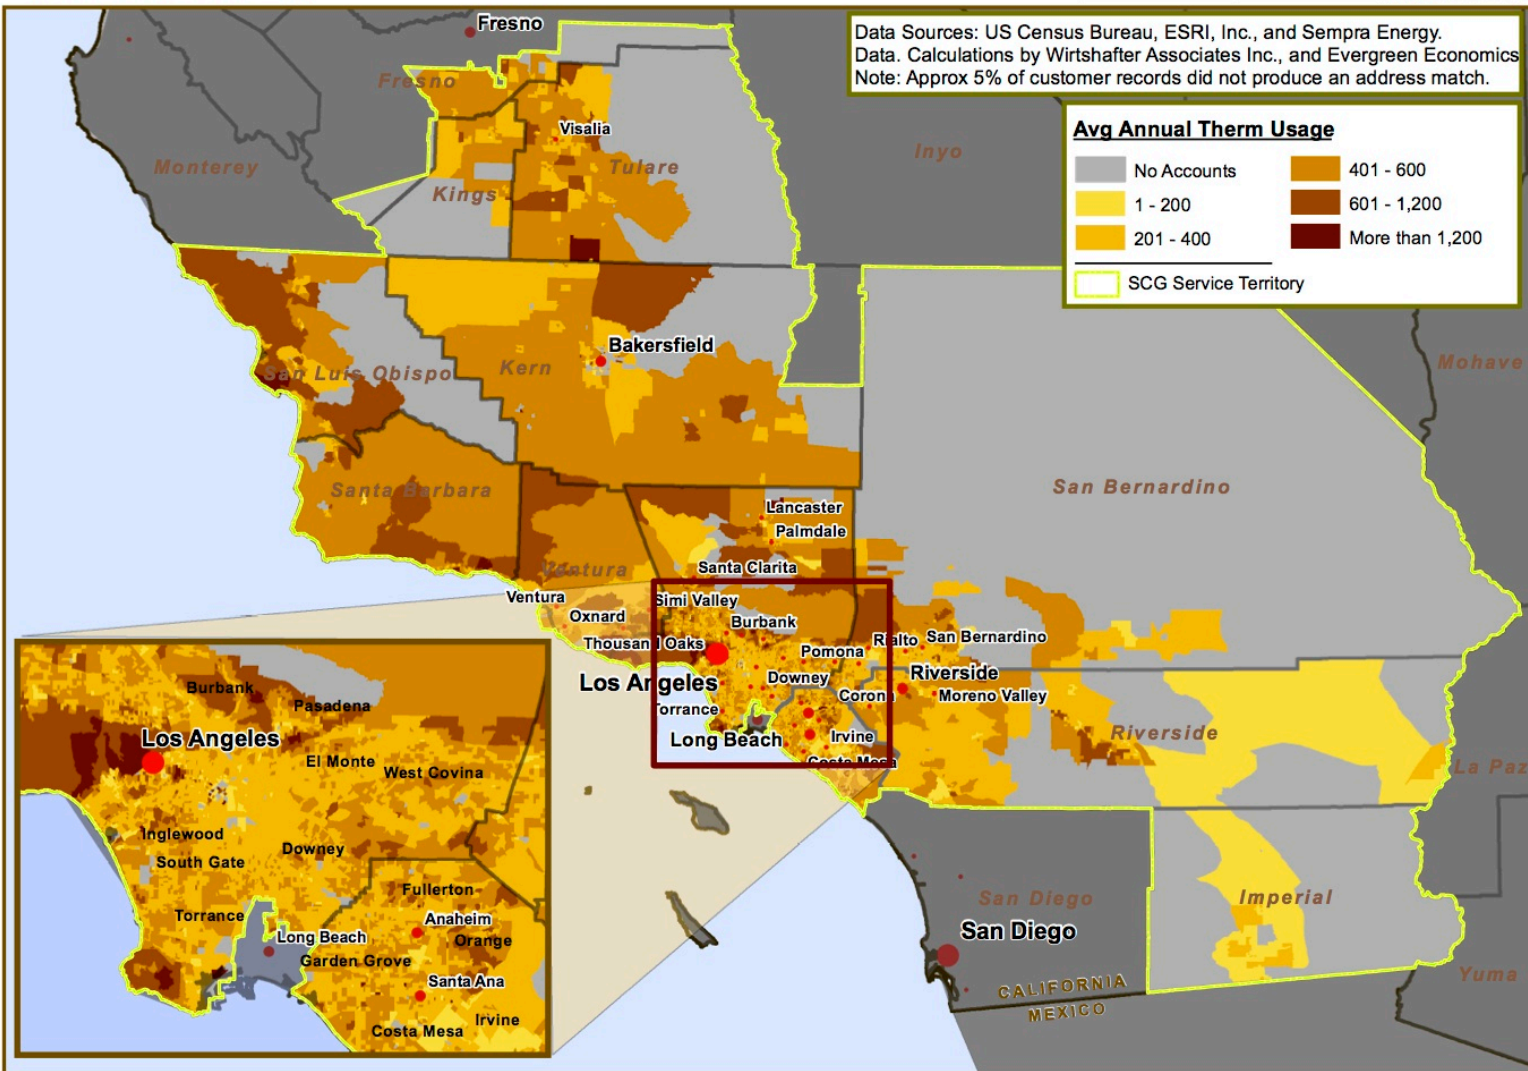 Fresno
Data Sources: US Census Bureau, ESRI, Inc., and Sempra Energy.
Data. Calculations by Wirtshafter Associates Inc., and Evergreen Economics
Note: Approx 5% of customer records did not produce an address match.
Fresno
Avg Annual Therm Usage
No Accounts
401 - 600
1 - 200
601 - 1,200
201 - 400
More than 1,200
SCG Service Territory
Visalia
Inyo
Monterey
Tulare
Kings
Bakersfield
Mohave
San Luis Obispo
Kern
Santa Barbara
San Bernardino
Lancaster
Palmdale
Santa Clarita
Ventura
Ventura
Simi Valley
Oxnard
Burbank
Thousand Oaks
Rialto
San Bernardino
Pomona
Los Angeles
Downey
Riverside
Corona
Moreno Valley
Torrance
Long Beach
Irvine
Riverside
Costa Mesa
La Paz
Burbank
Pasadena
Los Angeles
El Monte
West Covina
Inglewood
South Gate
Downey
Fullerton
Torrance
Anaheim
Long Beach
Orange
Garden Grove
Santa Ana
Irvine
Costa Mesa
San Diego
Imperial
San Diego
Yuma
CALIFORNIA
MEXICO